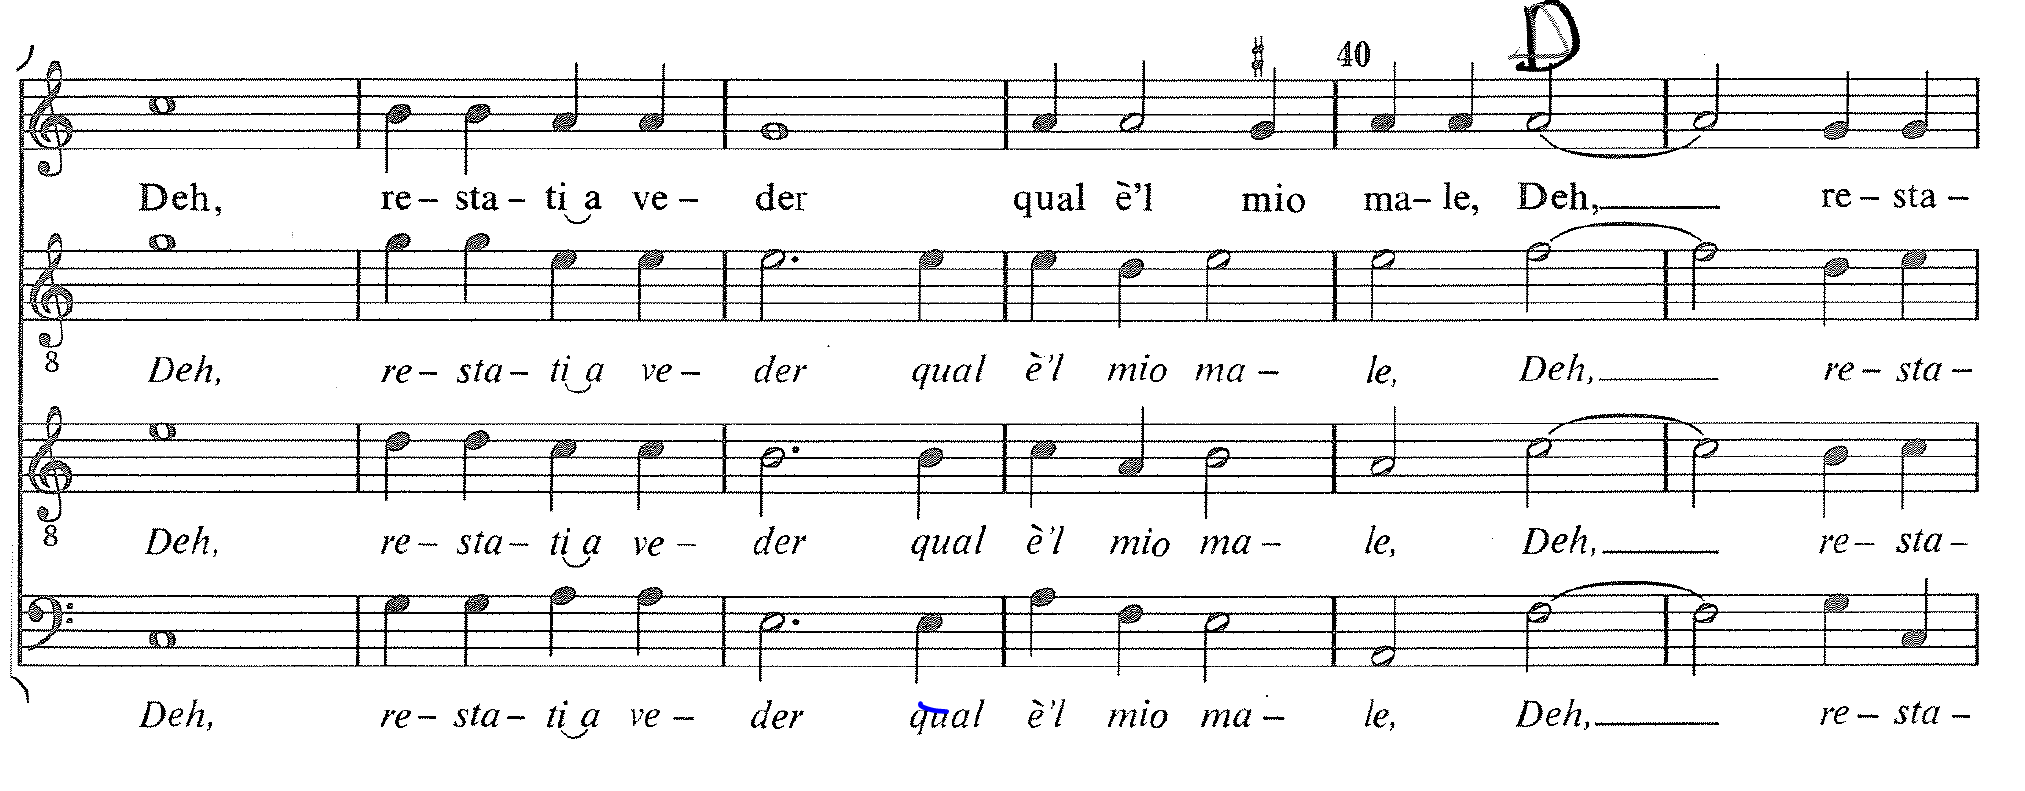 40 D
Deh, re– sta – ti a ve – der qual è'l mio ma– le, Deh, re – sta –
8
Deh, re – sta – ti a ve – der qual è'l mio ma – le, Deh, re – sta –
8
Deh, re – sta – ti a ve – der qual è'l mio ma – le, Deh, re – sta –
Deh, re – sta – ti a ve – der qual è'l mio ma – le, Deh, re – sta –